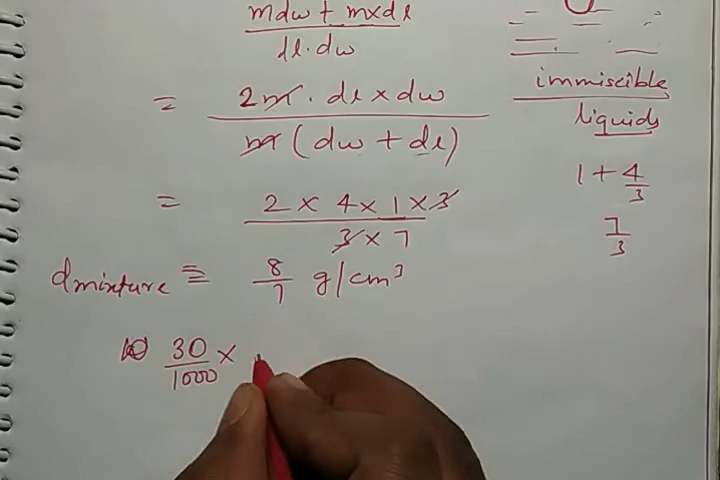 mdw + mxdl
dl.dw
= 2m . dl x dw
m (dw + dl)
= 2 x 4 x 1 x 3
3 x 7
dmixture = 8/7 g/cm³
30/1000 x
immiscible
liquids
1 + 4/3
7/3